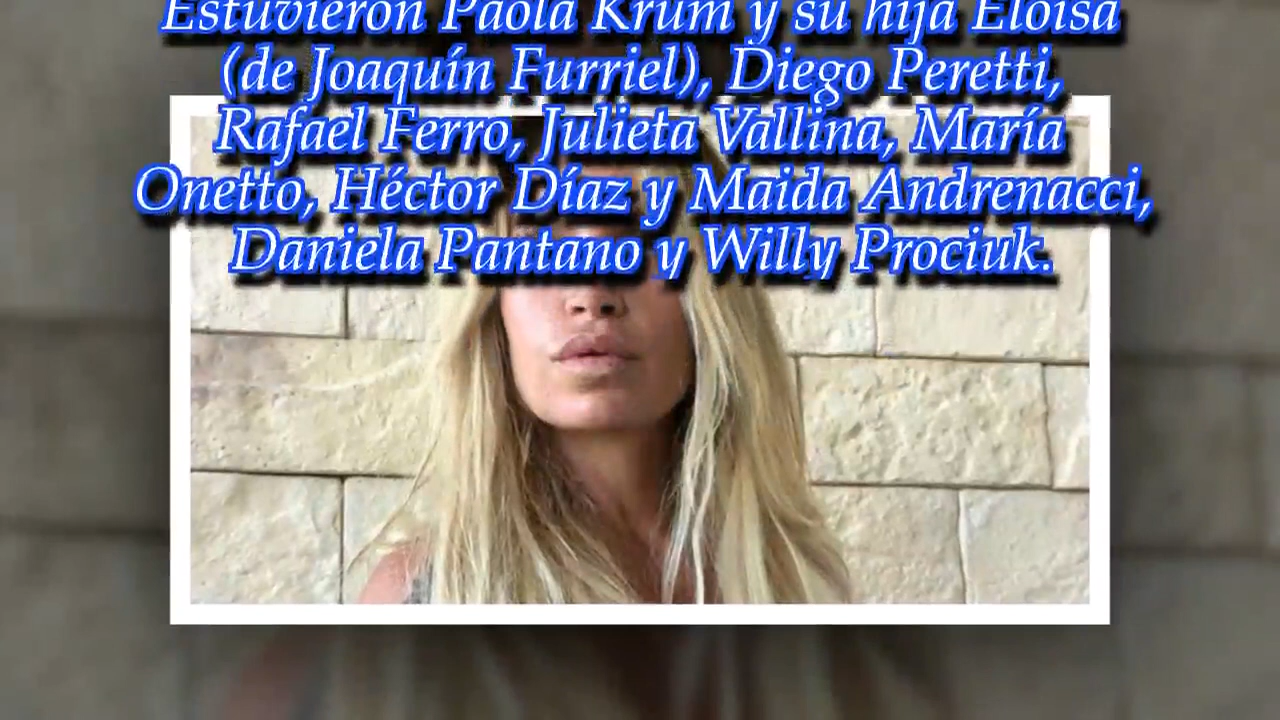 Estuvieron Paola Krum y su hija Eloísa
(de Joaquín Furriel), Diego Peretti,
Rafael Ferro, Julieta Vallina, María
Onetto, Héctor Díaz y Maida Andrenacci,
Daniela Pantano y Willy Prociuk.